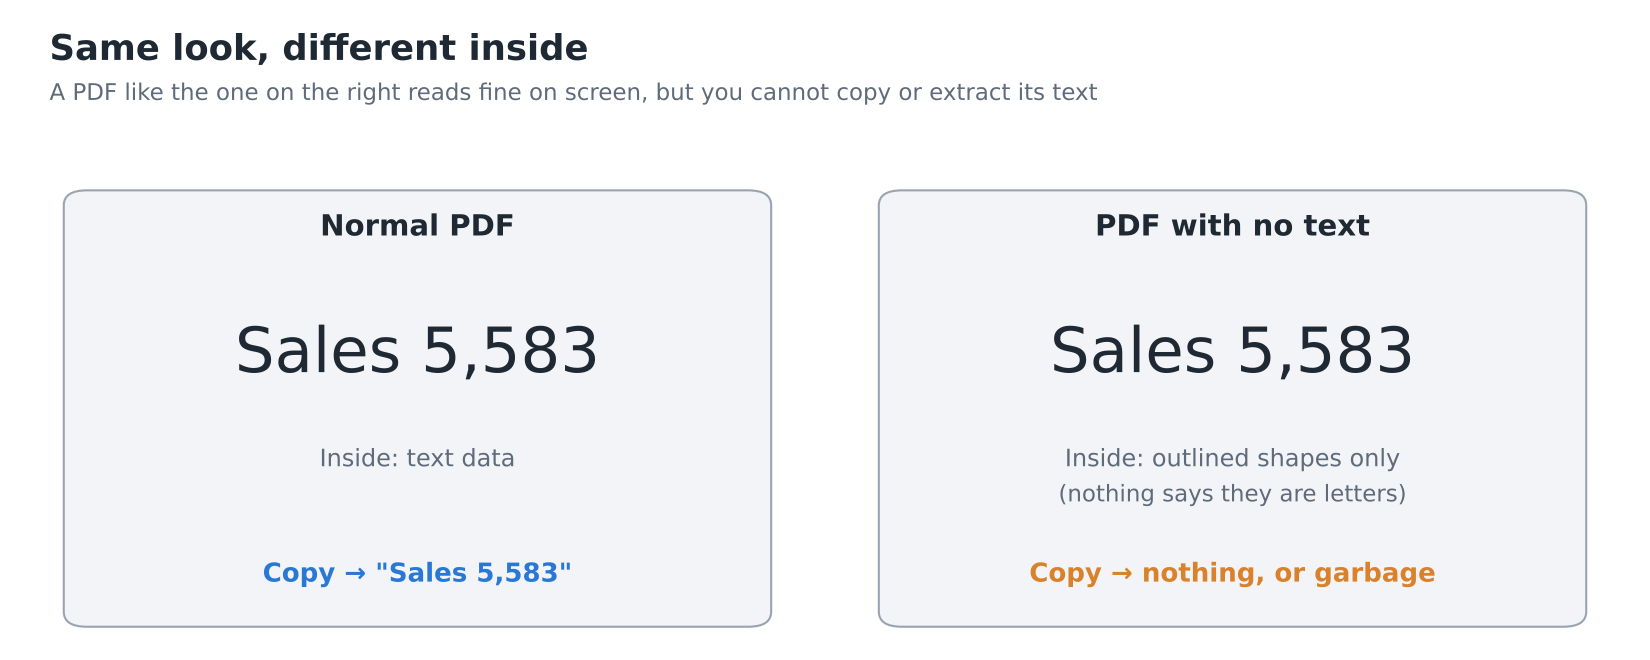 Same look, different inside
A PDF like the one on the right reads fine on screen, but you cannot copy or extract its text
Normal PDF
Sales 5,583
Inside: text data
Copy → "Sales 5,583"
PDF with no text
Sales 5,583
Inside: outlined shapes only
(nothing says they are letters)
Copy → nothing, or garbage